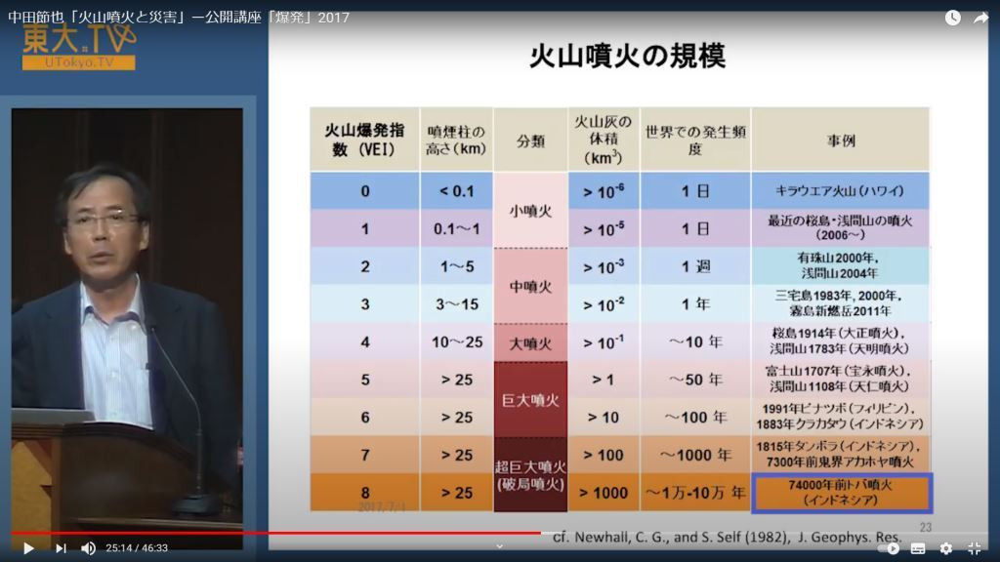 中田節也「火山噴火と災害」ー公開講座「爆発」2017
東大.TV
UTokyo.TV
火山噴火の規模
火山爆発指
数（VEI）
噴煙柱の
高さ(km)
分類
火山灰の
体積
（km³）
世界での発生頻
度
事例
0
< 0.1
小噴火
> 10⁻⁶
1 日
キラウエア火山（ハワイ）
1
0.1～1
> 10⁻⁵
1 日
最近の桜島・浅間山の噴火
（2006～）
2
1～5
中噴火
> 10⁻³
1 週
有珠山2000年，
浅間山2004年
3
3～15
> 10⁻²
1 年
三宅島1983年, 2000年，
霧島新燃岳2011年
4
10～25
大噴火
> 10⁻¹
～10 年
桜島1914年（大正噴火），
浅間山1783年（天明噴火）
5
> 25
巨大噴火
> 1
～50 年
富士山1707年（宝永噴火），
浅間山1108年（天仁噴火）
6
> 25
> 10
～100 年
1991年ピナツボ（フィリピン），
1883年クラカタウ（インドネシア）
7
> 25
超巨大噴火
(破局噴火)
> 100
～1000 年
1815年タンボラ（インドネシア），
7300年前鬼界アカホヤ噴火
8
> 25
> 1000
～1万-10万 年
74000年前トバ噴火
（インドネシア）
2017/7/1
23
cf. Newhall, C. G., and S. Self (1982), J. Geophys. Res.
25:14 / 46:33